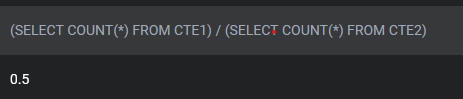 (SELECT COUNT(*) FROM CTE1) / (SELECT COUNT(*) FROM CTE2)
0.5